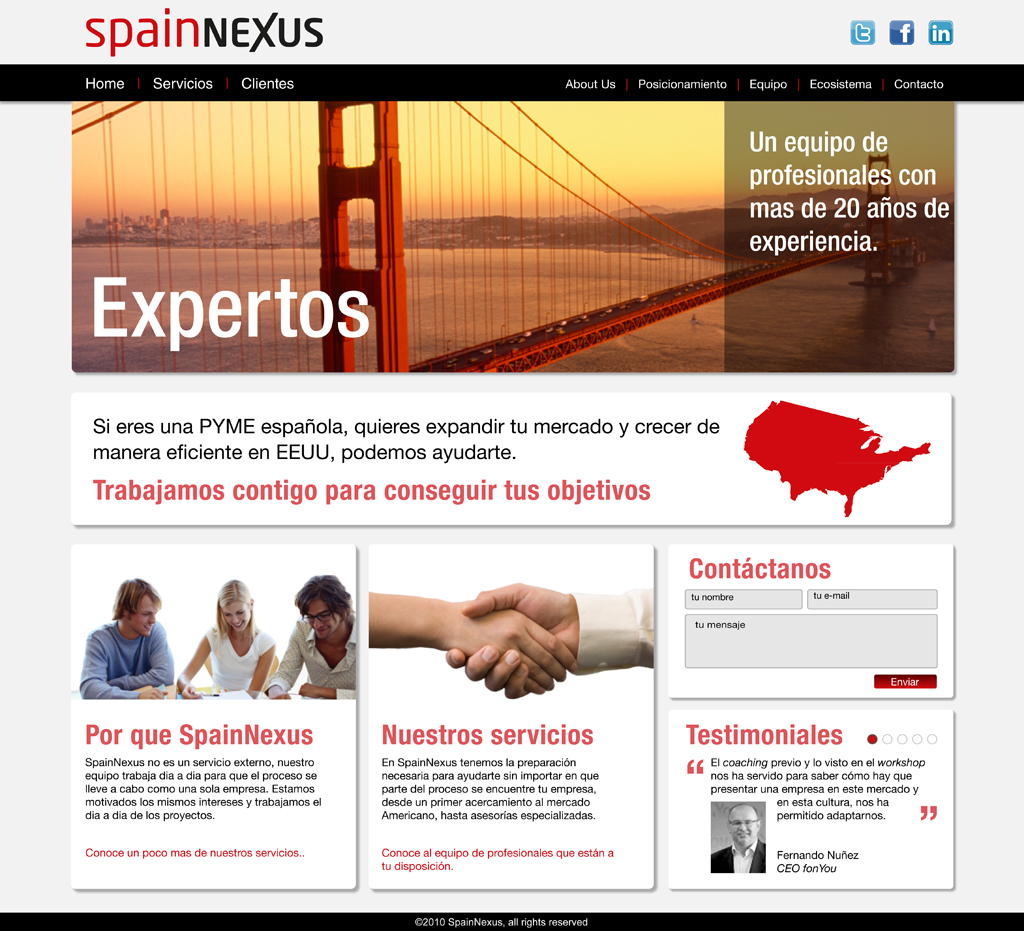 spainNEXUS
Home | Servicios | Clientes
About Us | Posicionamiento | Equipo | Ecosistema | Contacto
Un equipo de
profesionales con
mas de 20 años de
experiencia.
Expertos
Si eres una PYME española, quieres expandir tu mercado y crecer de
manera eficiente en EEUU, podemos ayudarte.
Trabajamos contigo para conseguir tus objetivos
Por que SpainNexus
SpainNexus no es un servicio externo, nuestro
equipo trabaja dia a dia para que el proceso se
lleve a cabo como una sola empresa. Estamos
motivados los mismos intereses y trabajamos el
dia a dia de los proyectos.
Conoce un poco mas de nuestros servicios..
Nuestros servicios
En SpainNexus tenemos la preparación
necesaria para ayudarte sin importar en que
parte del proceso se encuentre tu empresa,
desde un primer acercamiento al mercado
Americano, hasta asesorías especializadas.
Conoce al equipo de profesionales que están a
tu disposición.
Contáctanos
tu nombre
tu e-mail
tu mensaje
Enviar
Testimoniales
“ El coaching previo y lo visto en el workshop
nos ha servido para saber cómo hay que
presentar una empresa en este mercado y
en esta cultura, nos ha
permitido adaptarnos. ”
Fernando Nuñez
CEO fonYou
©2010 SpainNexus, all rights reserved